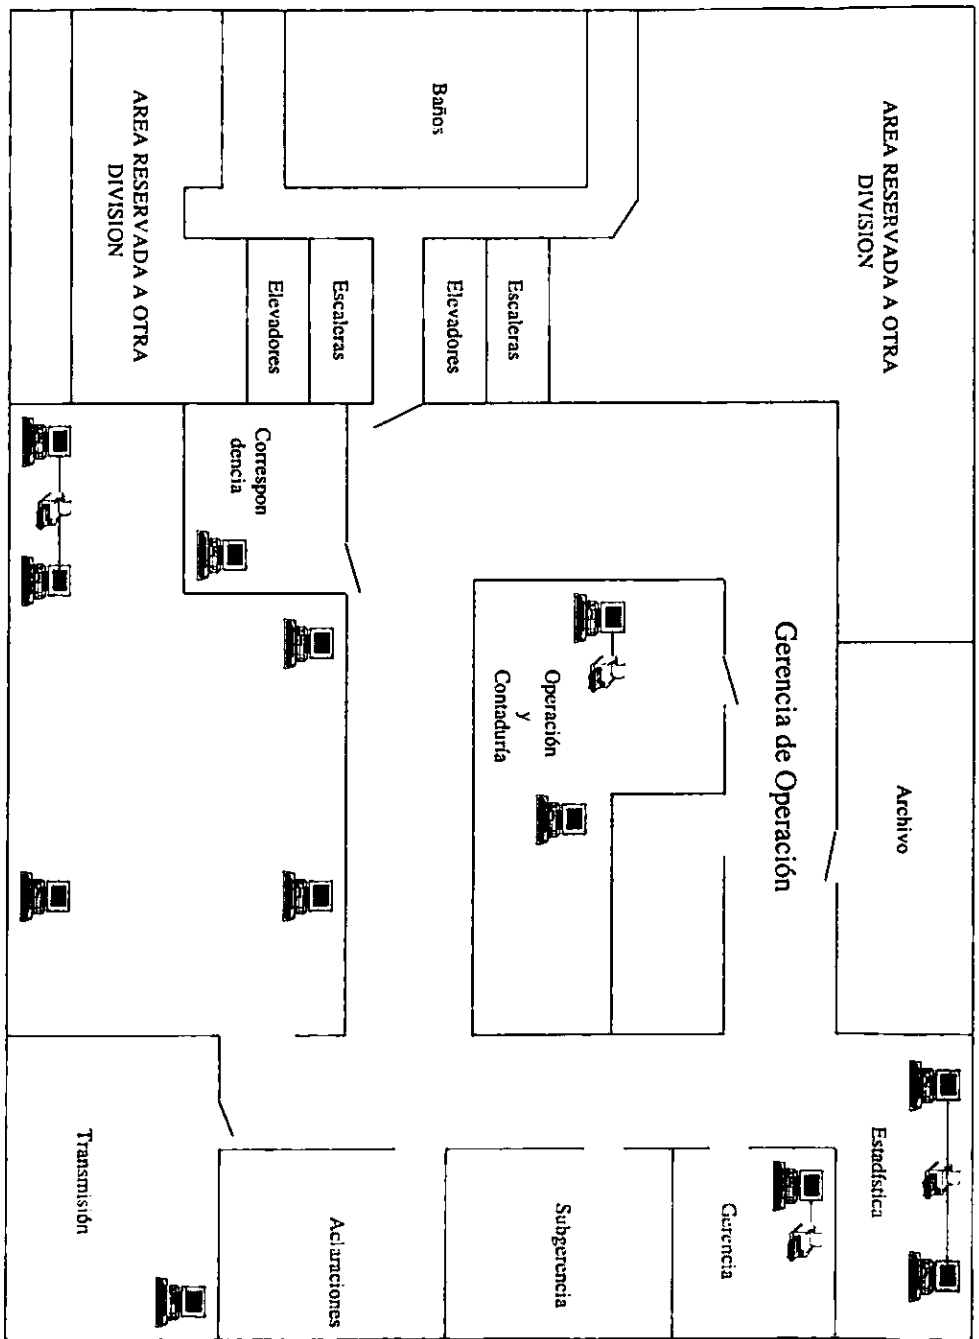 AREA RESERVADA A OTRA
DIVISION
Archivo
Estadística
Gerencia de Operación
Gerencia
Baños
Escaleras
Elevadores
Operación
y
Contaduría
Subgerencia
Escaleras
Elevadores
Correspon
dencia
Aclaraciones
AREA RESERVADA A OTRA
DIVISION
Transmisión